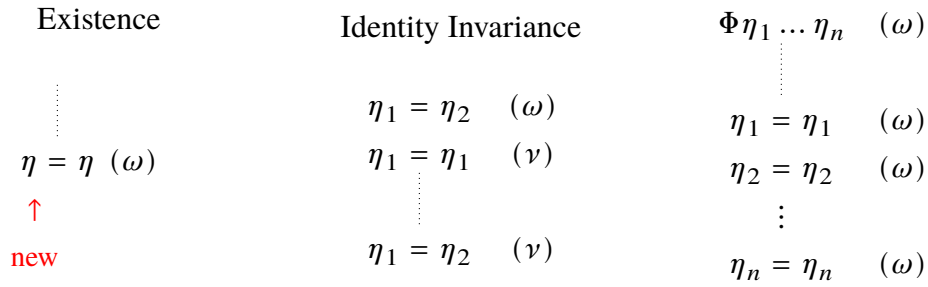 Existence
η = η (ω)
↑
new
Identity Invariance
η₁ = η₂ (ω)
η₁ = η₁ (ν)
η₁ = η₂ (ν)
Φη₁ … ηₙ (ω)
η₁ = η₁ (ω)
η₂ = η₂ (ω)
⋮
ηₙ = ηₙ (ω)